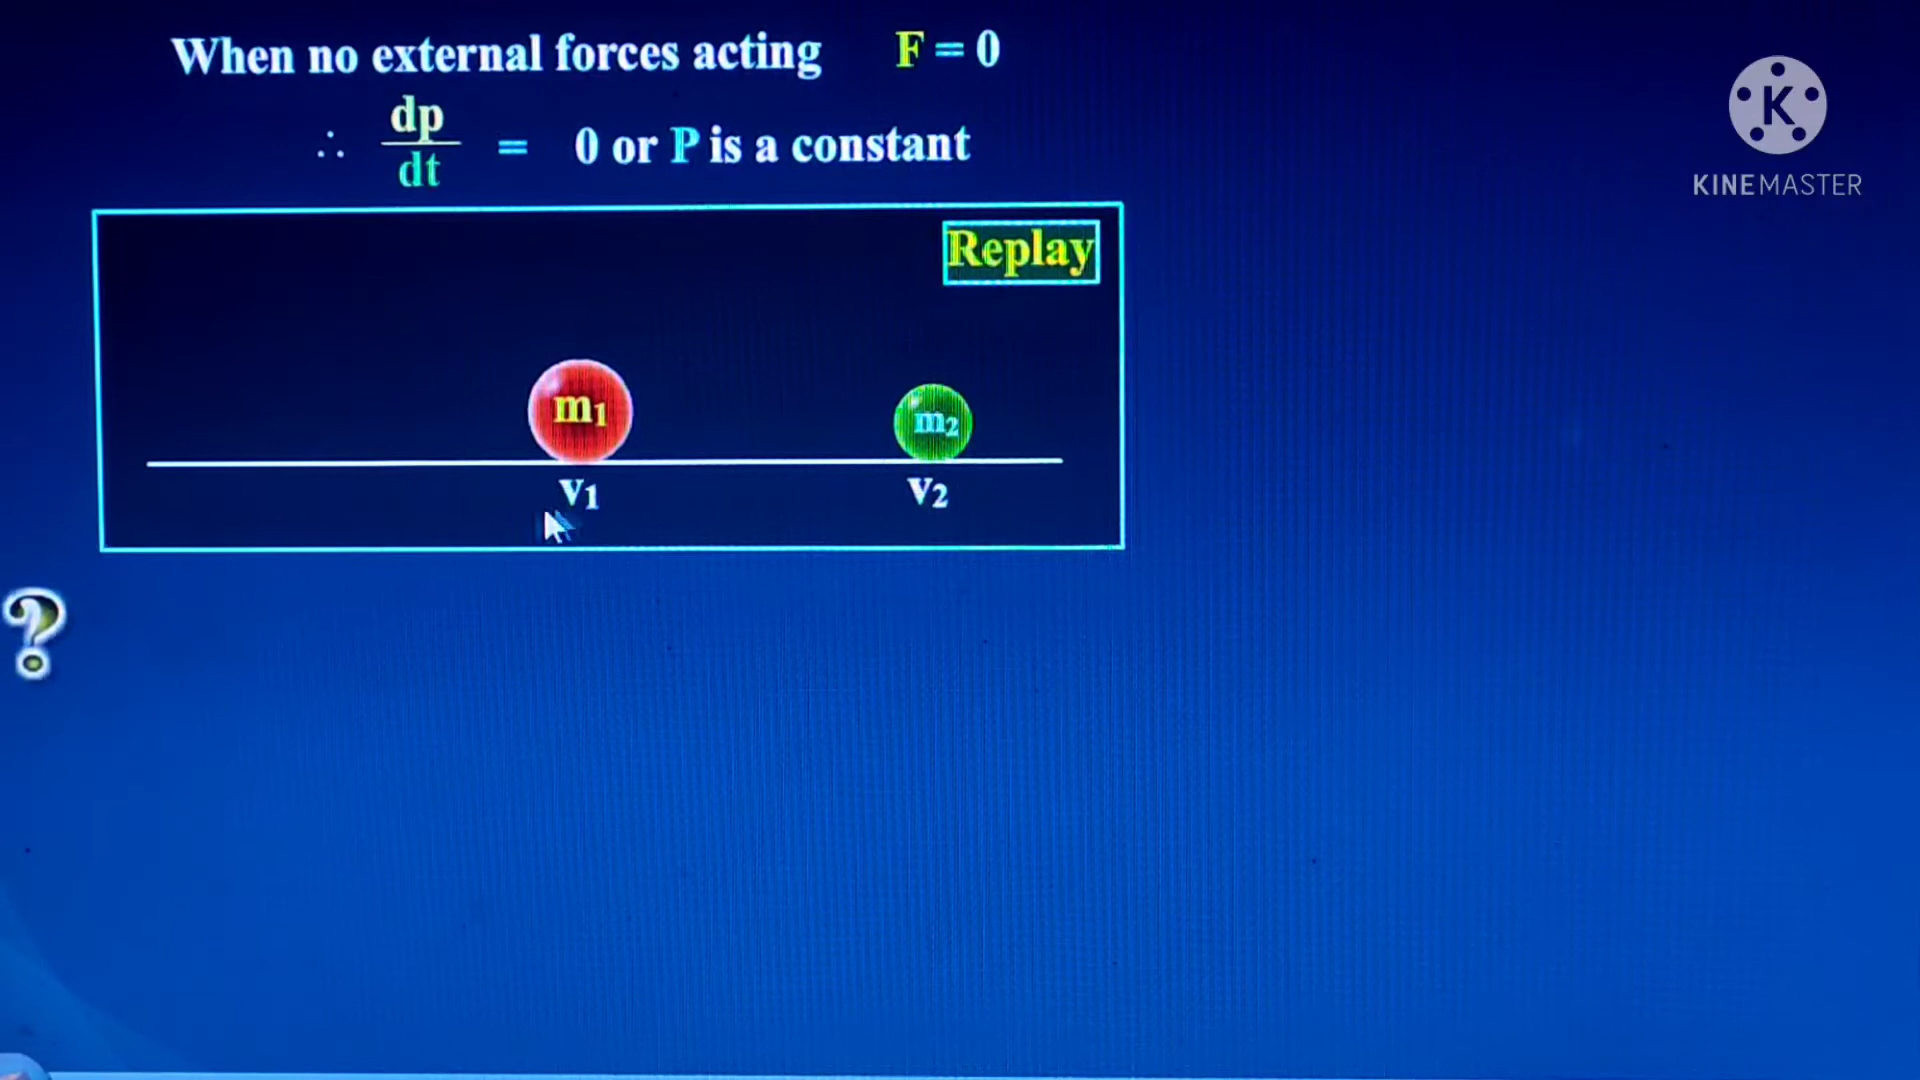 When no external forces acting F = 0
∴ dp/dt = 0 or P is a constant
Replay
m₁ m₂
v₁ v₂
?
K
KINEMASTER